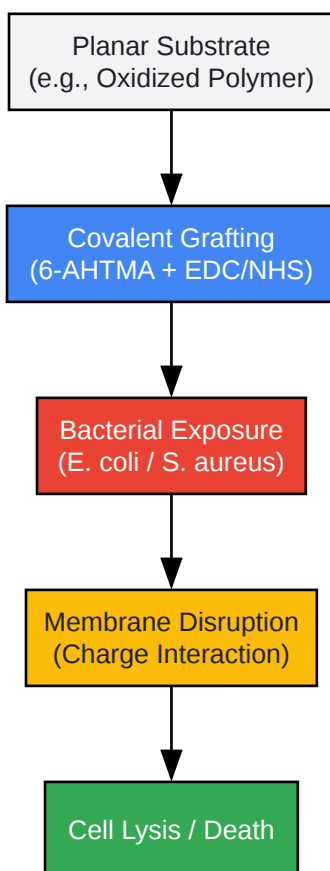 Planar Substrate
(e.g., Oxidized Polymer)
Covalent Grafting
(6-AHTMA + EDC/NHS)
Bacterial Exposure
(E. coli / S. aureus)
Membrane Disruption
(Charge Interaction)
Cell Lysis / Death